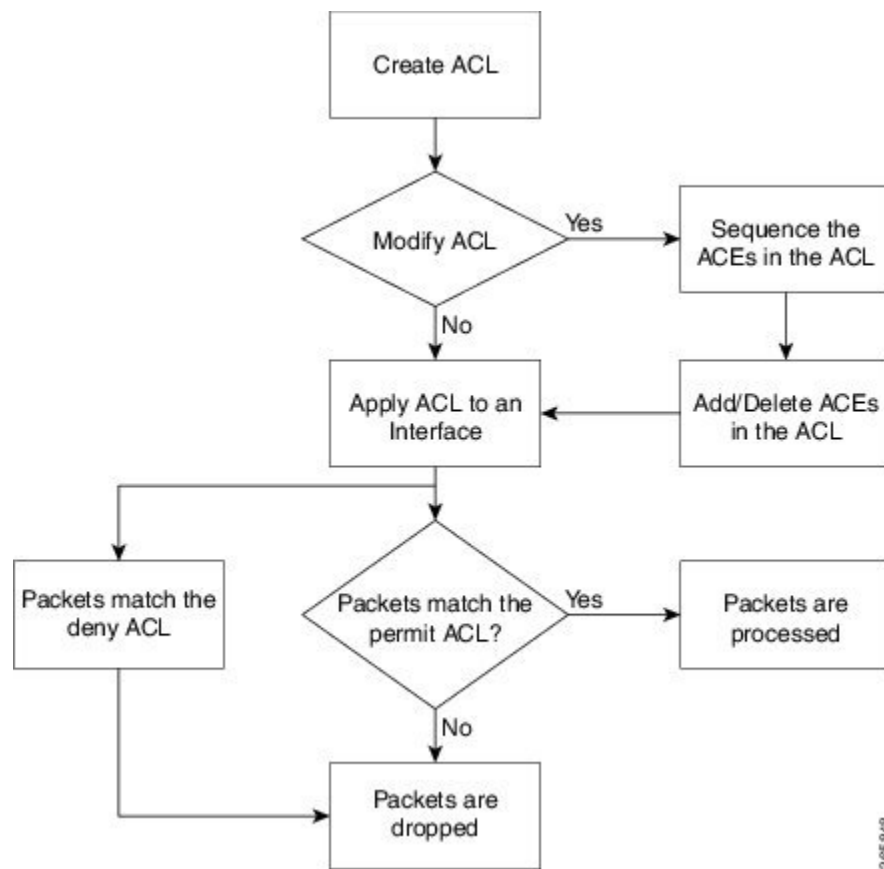 Create ACL
Modify ACL
Yes
Sequence the
ACEs in the ACL
No
Apply ACL to an
Interface
Add/Delete ACEs
in the ACL
Packets match the
deny ACL
Packets match the
permit ACL?
Yes
Packets are
processed
No
Packets are
dropped